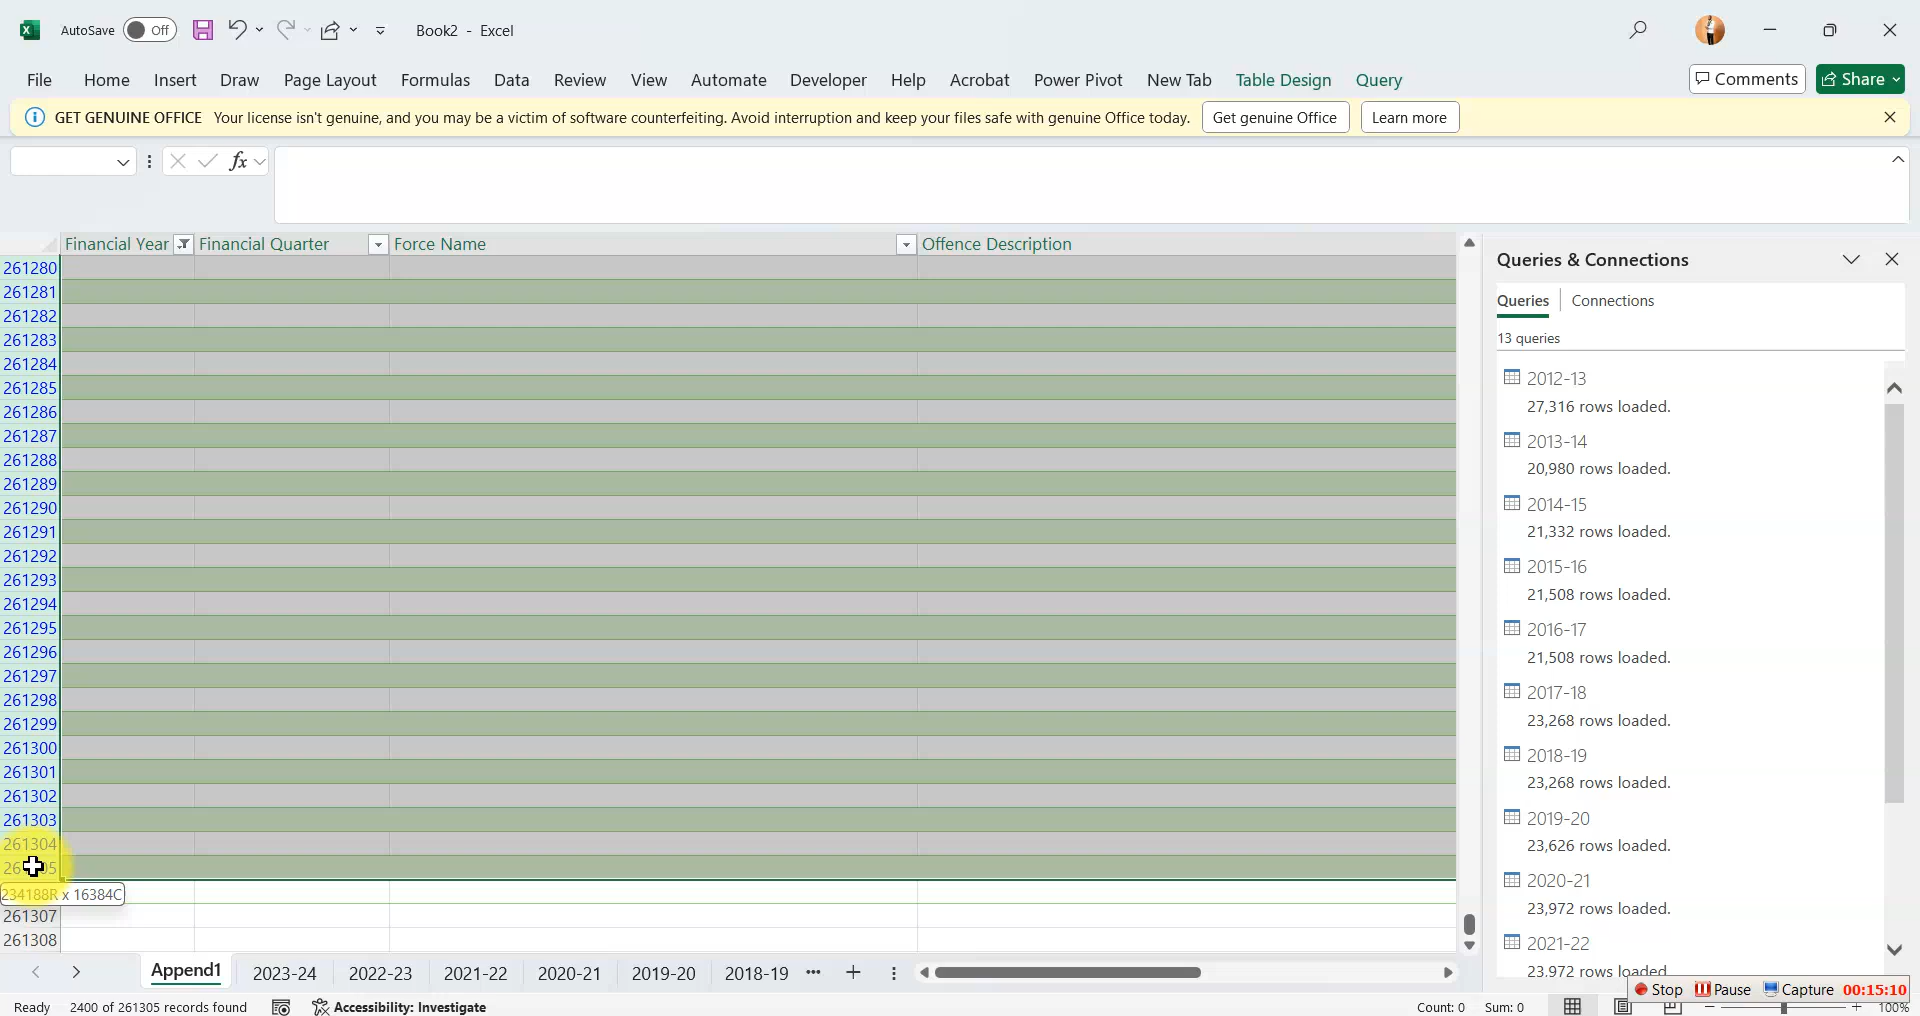 AutoSave Off Book2 - Excel
File Home Insert Draw Page Layout Formulas Data Review View Automate Developer Help Acrobat Power Pivot New Tab Table Design Query Comments Share
GET GENUINE OFFICE Your license isn't genuine, and you may be a victim of software counterfeiting. Avoid interruption and keep your files safe with genuine Office today. Get genuine Office Learn more
fx
Financial Year Financial Quarter Force Name Offence Description
261280
261281
261282
261283
261284
261285
261286
261287
261288
261289
261290
261291
261292
261293
261294
261295
261296
261297
261298
261299
261300
261301
261302
261303
261304
234188R x 16384C
261307
261308
Queries & Connections
Queries Connections
13 queries
2012-13
27,316 rows loaded.
2013-14
20,980 rows loaded.
2014-15
21,332 rows loaded.
2015-16
21,508 rows loaded.
2016-17
21,508 rows loaded.
2017-18
23,268 rows loaded.
2018-19
23,268 rows loaded.
2019-20
23,626 rows loaded.
2020-21
23,972 rows loaded.
2021-22
23,972 rows loaded.
Append1 2023-24 2022-23 2021-22 2020-21 2019-20 2018-19
Stop Pause Capture 00:15:10
Ready 2400 of 261305 records found Accessibility: Investigate Count: 0 Sum: 0 100%